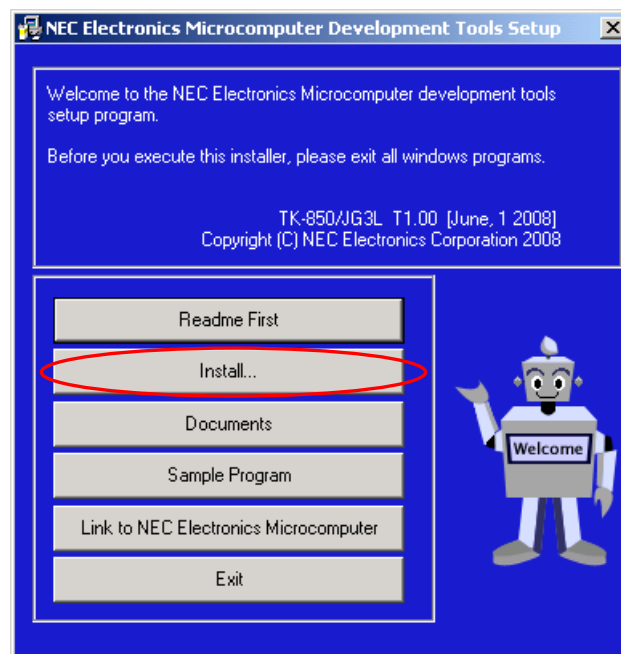 NEC Electronics Microcomputer Development Tools Setup
Welcome to the NEC Electronics Microcomputer development tools
setup program.
Before you execute this installer, please exit all windows programs.
TK-850/JG3L T1.00 [June, 1 2008]
Copyright (C) NEC Electronics Corporation 2008
Readme First
Install...
Documents
Sample Program
Link to NEC Electronics Microcomputer
Exit
Welcome